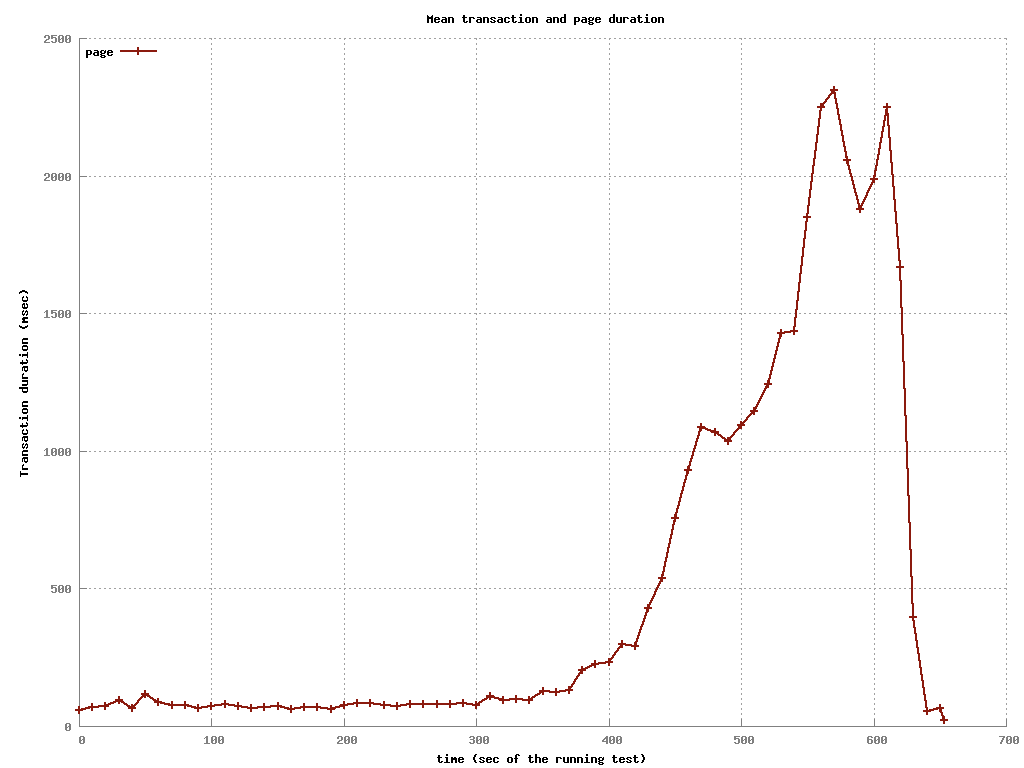 Mean transaction and page duration
page
2500
2000
1500
1000
500
0
Transaction duration (msec)
0 100 200 300 400 500 600 700
time (sec of the running test)